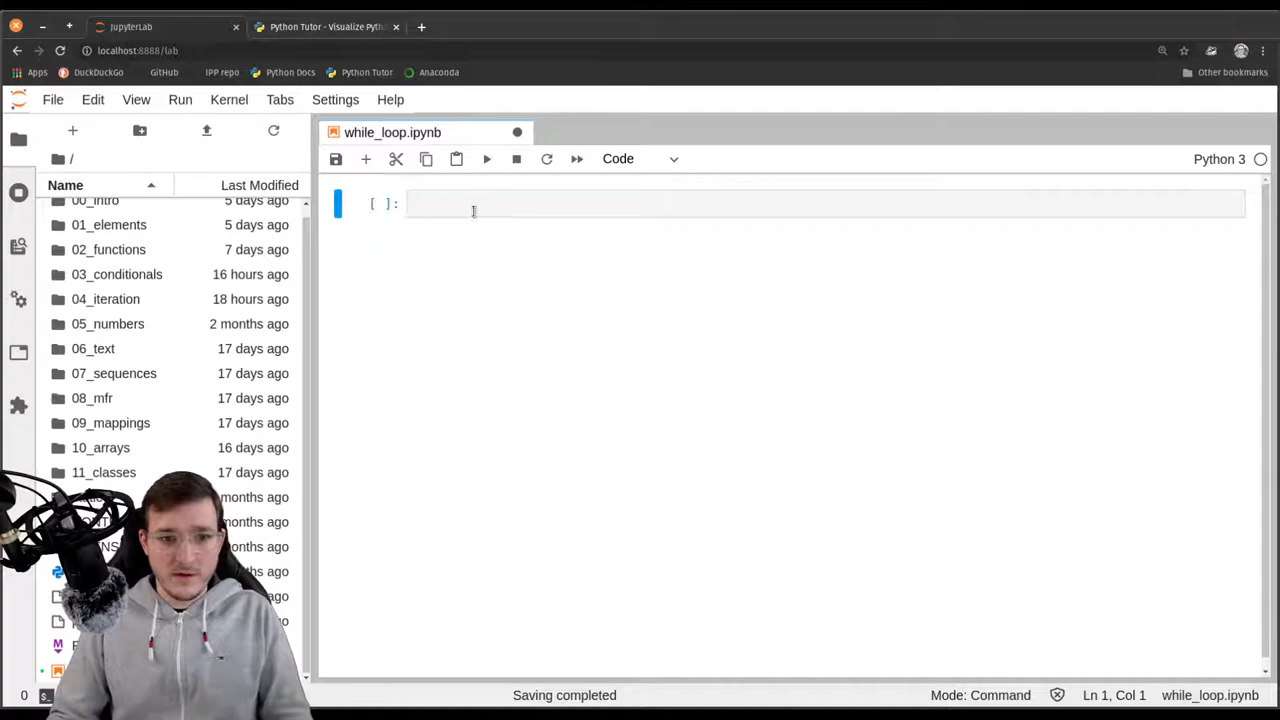 JupyterLab
Python Tutor - Visualize Pyth
localhost:8888/lab
Apps DuckDuckGo GitHub IPP repo Python Docs Python Tutor Anaconda Other bookmarks
File Edit View Run Kernel Tabs Settings Help
while_loop.ipynb
/
Code
Python 3
Name Last Modified
00_intro 5 days ago
01_elements 5 days ago
02_functions 7 days ago
03_conditionals 16 hours ago
04_iteration 18 hours ago
05_numbers 2 months ago
06_text 17 days ago
07_sequences 17 days ago
08_mfr 17 days ago
09_mappings 17 days ago
10_arrays 16 days ago
11_classes 17 days ago
months ago
months ago
months ago
ago
ago
ago
ago
[ ]:
0 $_ Saving completed Mode: Command Ln 1, Col 1 while_loop.ipynb